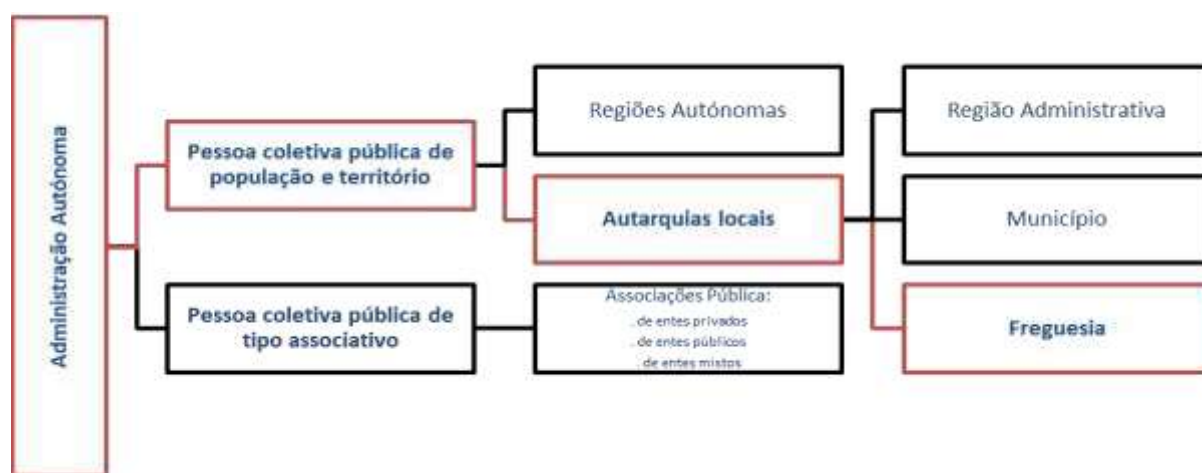 Administração Autónoma
Pessoa coletiva pública de
população e território
Pessoa coletiva pública de
tipo associativo
Regiões Autónomas
Autarquias locais
Associações Pública:
. de entes privados
. de entes públicos
. de entes mistos
Região Administrativa
Município
Freguesia